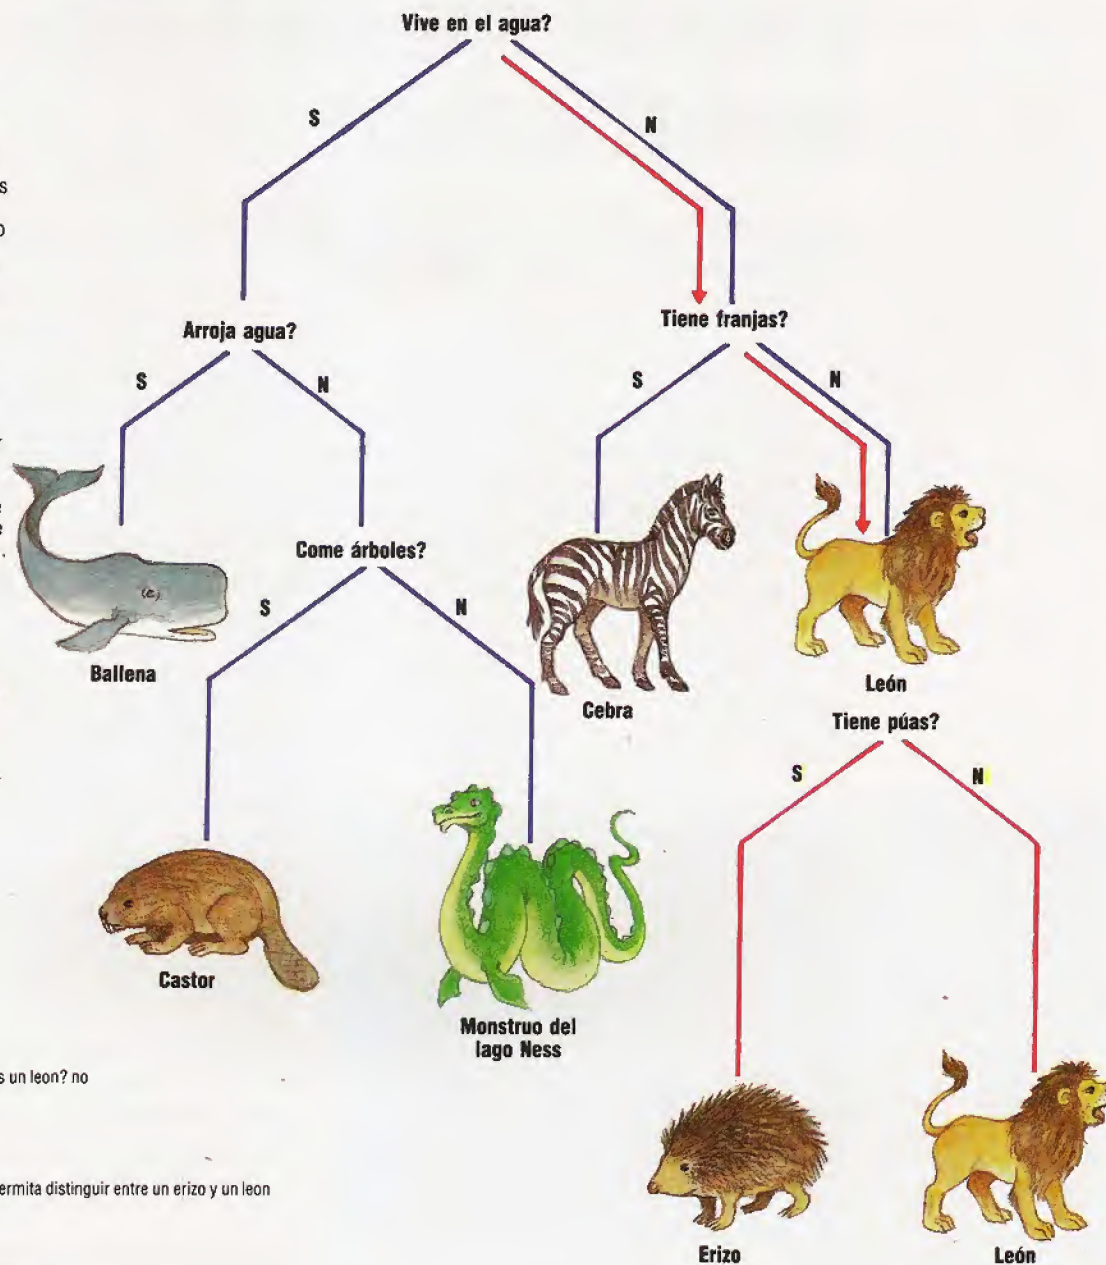 Vive en el agua?
S
N
Arroja agua?
Tiene franjas?
S
N
S
N
Come árboles?
S
N
Ballena
Cebra
León
Tiene púas?
S
N
Castor
Monstruo del
lago Ness
s un leon? no
ermita distinguir entre un erizo y un leon
Erizo
León